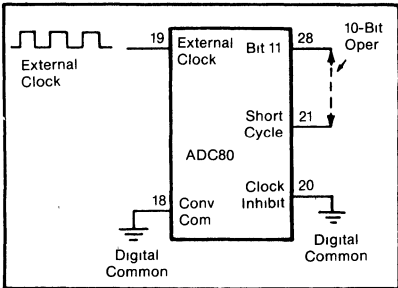 19
External
Clock
External
Clock
Bit 11
28
10-Bit
Oper
Short
Cycle
21
ADC80
18
Conv
Com
Clock
Inhibit
20
Digital
Common
Digital
Common